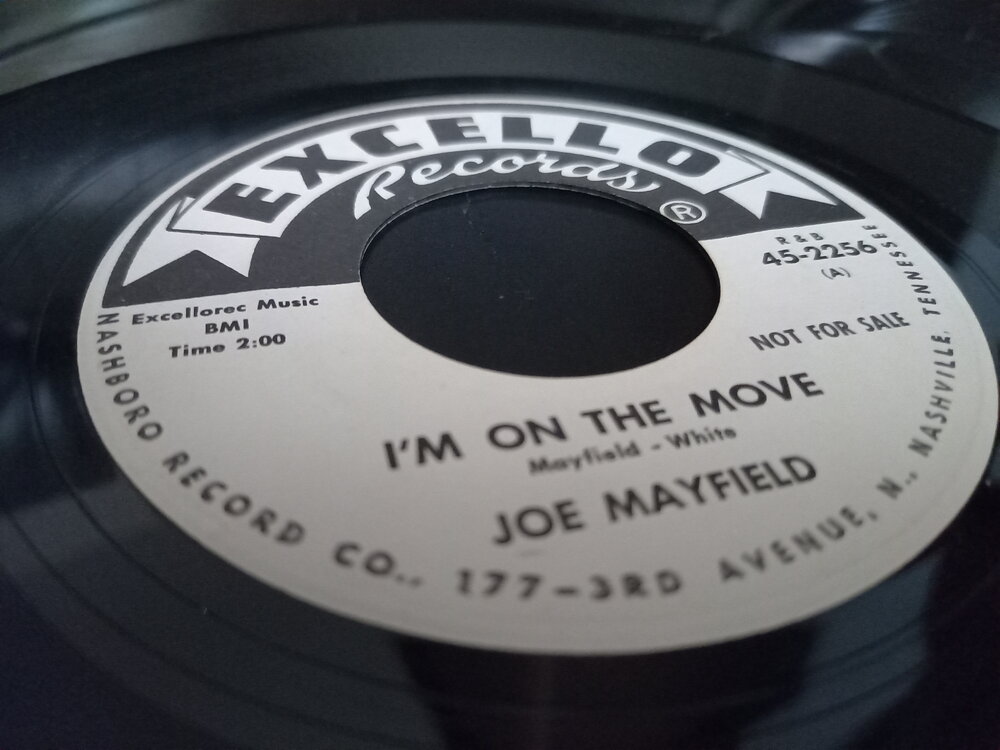 EXCELLO
Records ®
R & B
45-2256
(A)
Excellorec Music
BMI
Time 2:00
NOT FOR SALE
I'M ON THE MOVE
Mayfield - White
JOE MAYFIELD
NASHBORO RECORD CO., 177-3RD AVENUE, N., NASHVILLE, TENNESSEE